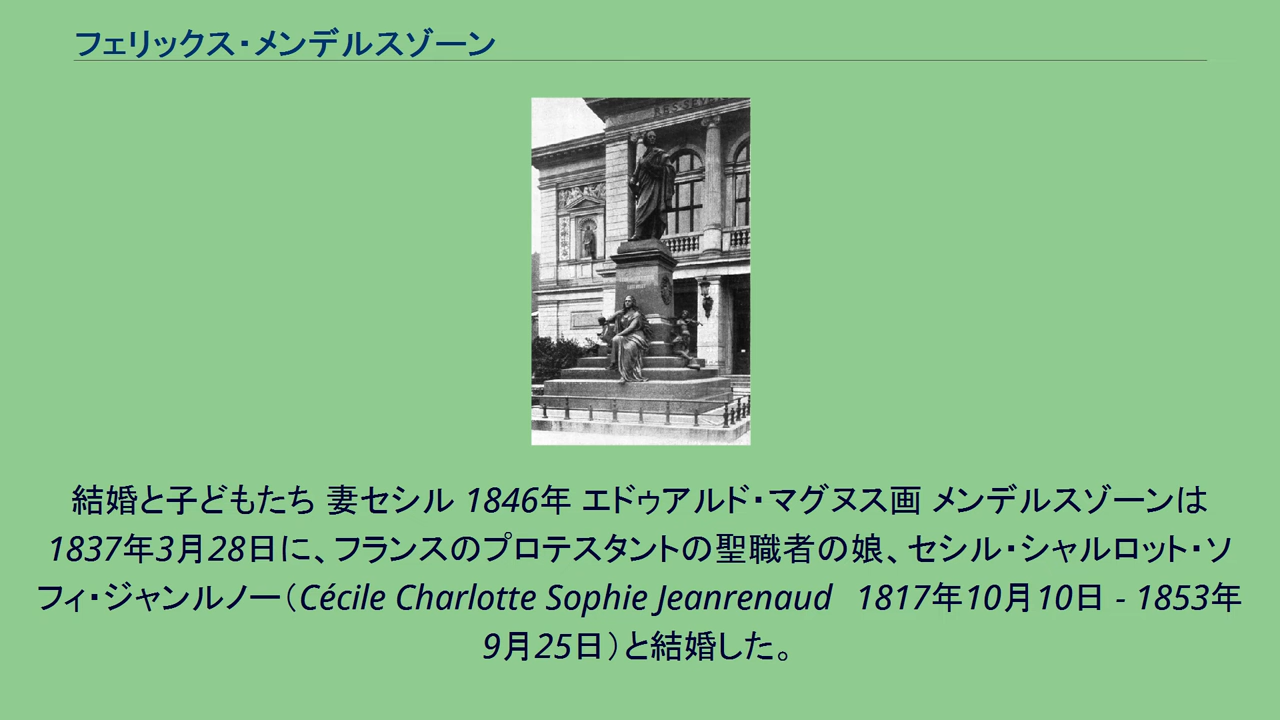 フェリックス・メンデルスゾーン
結婚と子どもたち 妻セシル 1846年 エドゥアルド・マグヌス画 メンデルスゾーンは
1837年3月28日に、フランスのプロテスタントの聖職者の娘、セシル・シャルロット・ソ
フィ・ジャンルノー（Cécile Charlotte Sophie Jeanrenaud 1817年10月10日 - 1853年
9月25日）と結婚した。